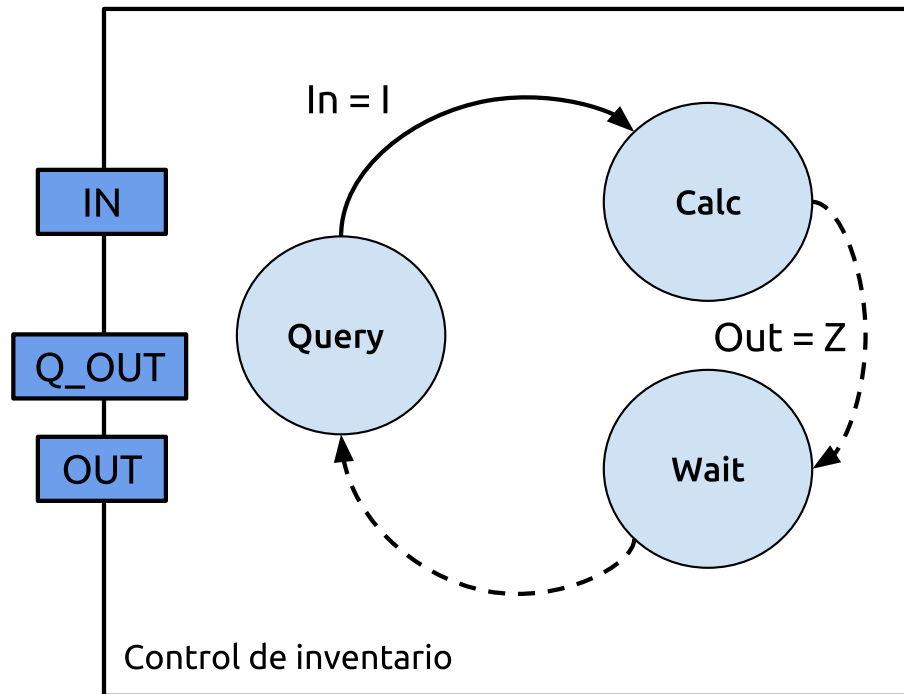 In = I
IN
Calc
Query
Out = Z
Q_OUT
OUT
Wait
Control de inventario